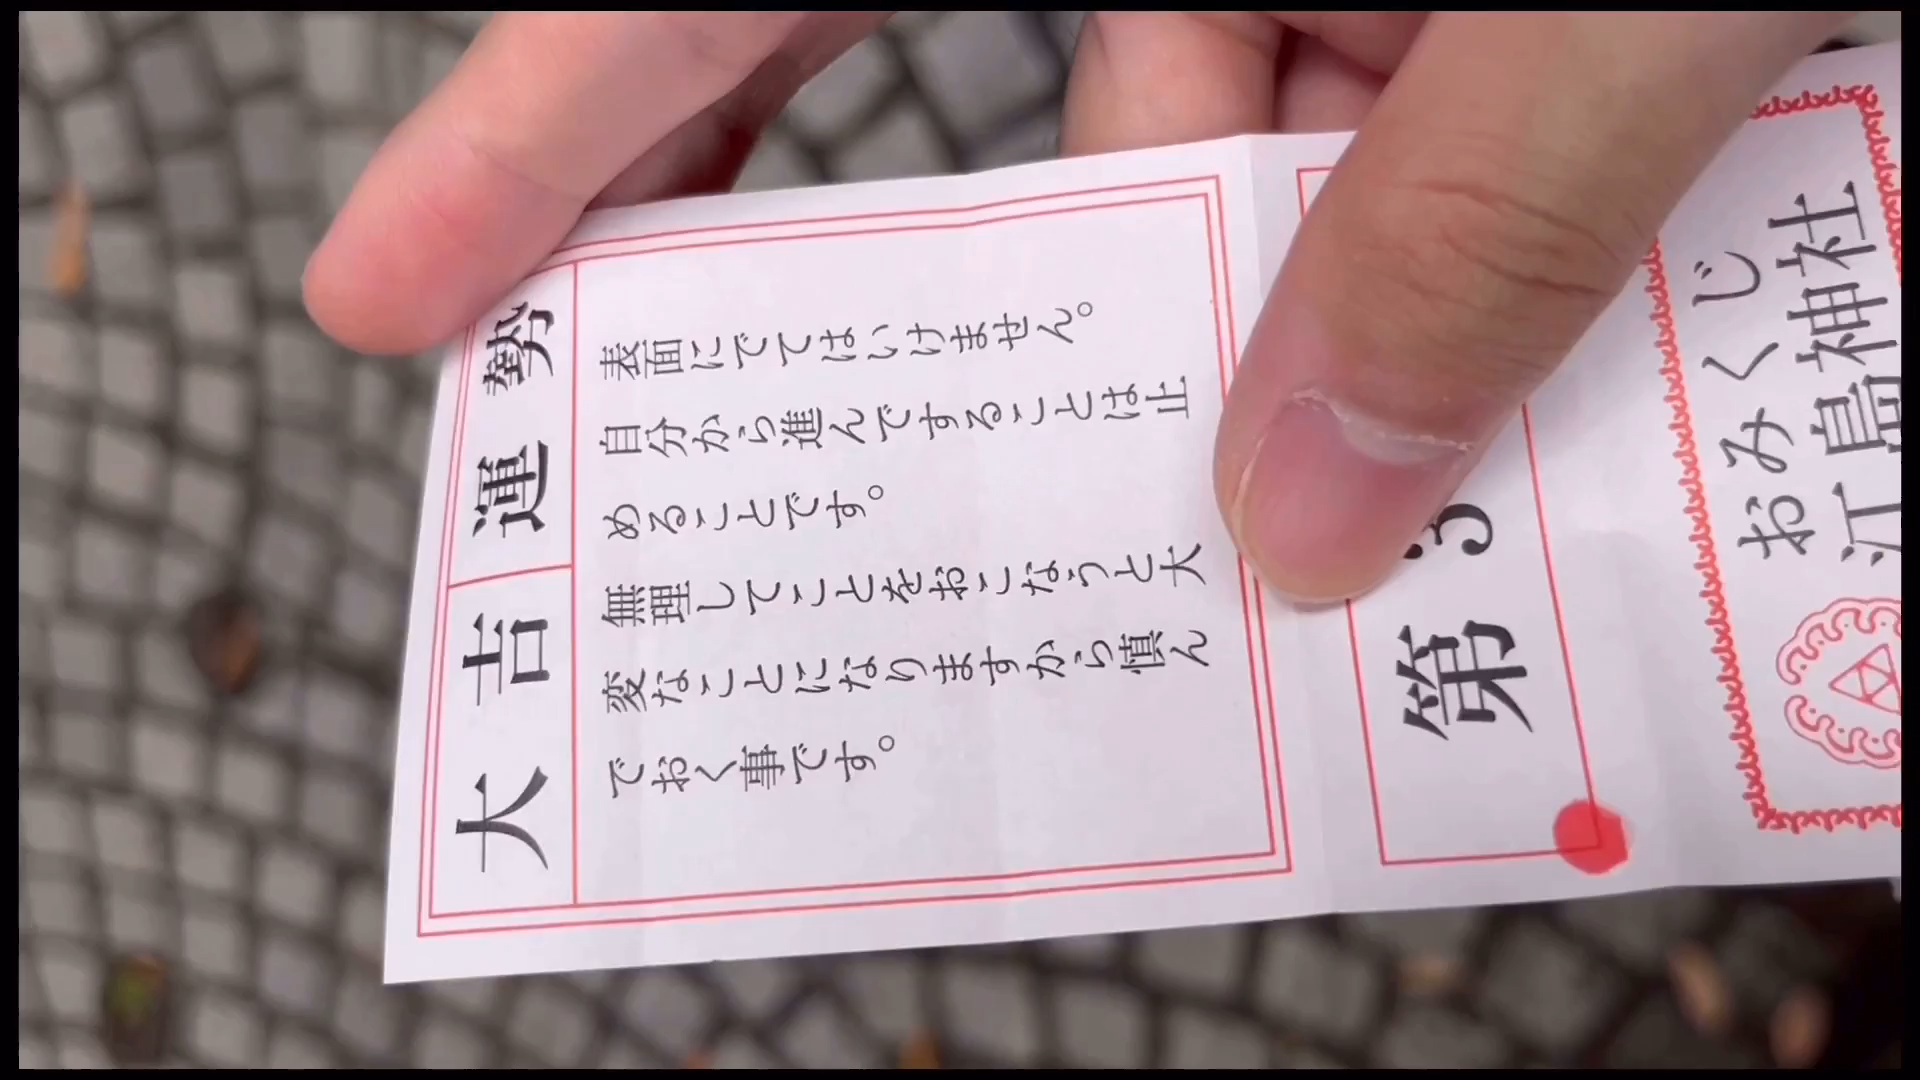 大吉 運勢
表面にでてはいけません。
自分から進んですることは止
めることです。
無理してことをおこなうと大
変なことになりますから慎ん
でおく事です。
第
おみくじ
江島神社